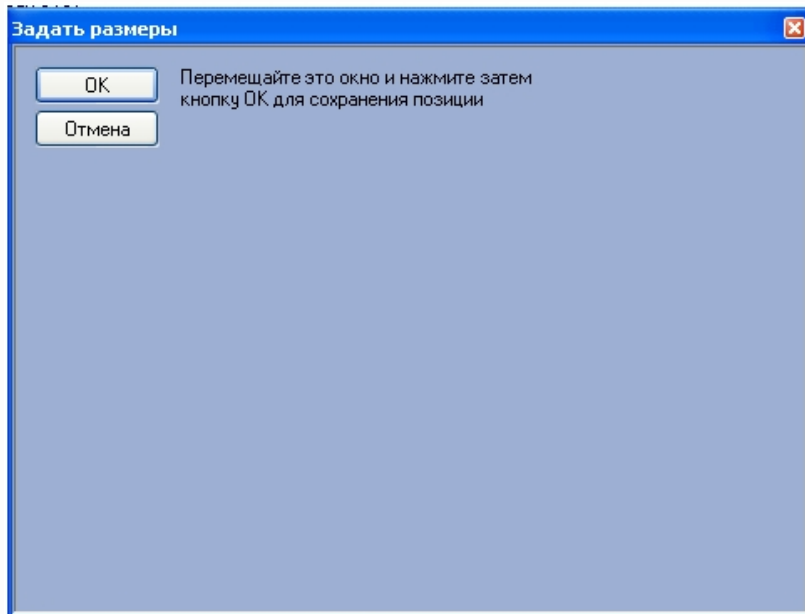 Задать размеры
OK
Перемещайте это окно и нажмите затем
кнопку OK для сохранения позиции
Отмена